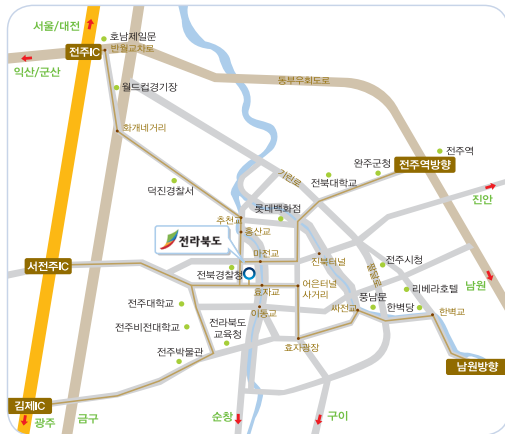 서울/대전
호남제일문
전주IC
반월교차로
익산/군산
동부우회도로
월드컵경기장
화개네거리
전주역
완주군청
전주역방향
기린로
전북대학교
덕진경찰서
진안
롯데백화점
추천교
홍산교
전라북도
마전교
진북터널
전주시청
서전주IC
전북경찰청
팔달로
어은터널
사거리
남원
효자교
리베라호텔
풍남문
전주대학교
이동교
싸전교
한벽당
한벽교
전주비전대학교
전라북도
교육청
효자광장
전주박물관
남원방향
김제IC
광주
금구
순창
구이